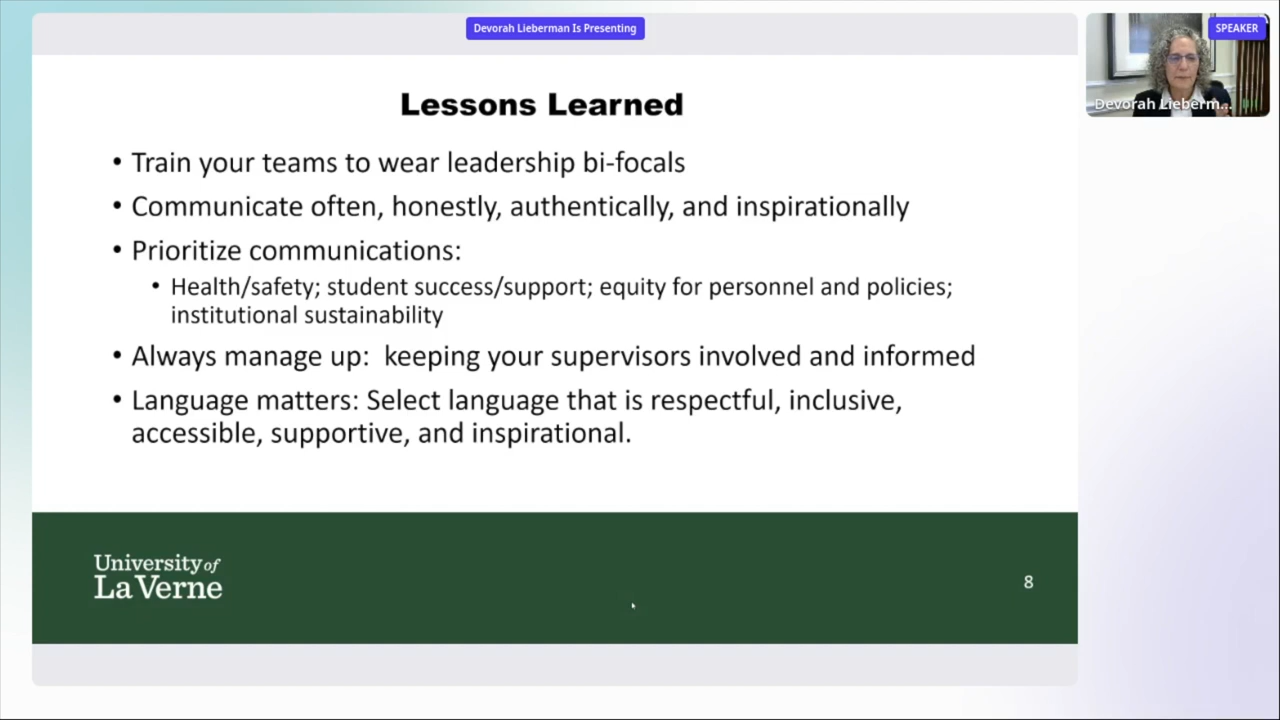 Devorah Lieberman Is Presenting
SPEAKER
Devorah Lieberm...
Lessons Learned
• Train your teams to wear leadership bi-focals
• Communicate often, honestly, authentically, and inspirationally
• Prioritize communications:
• Health/safety; student success/support; equity for personnel and policies;
institutional sustainability
• Always manage up:  keeping your supervisors involved and informed
• Language matters: Select language that is respectful, inclusive,
accessible, supportive, and inspirational.
University of
La Verne
8